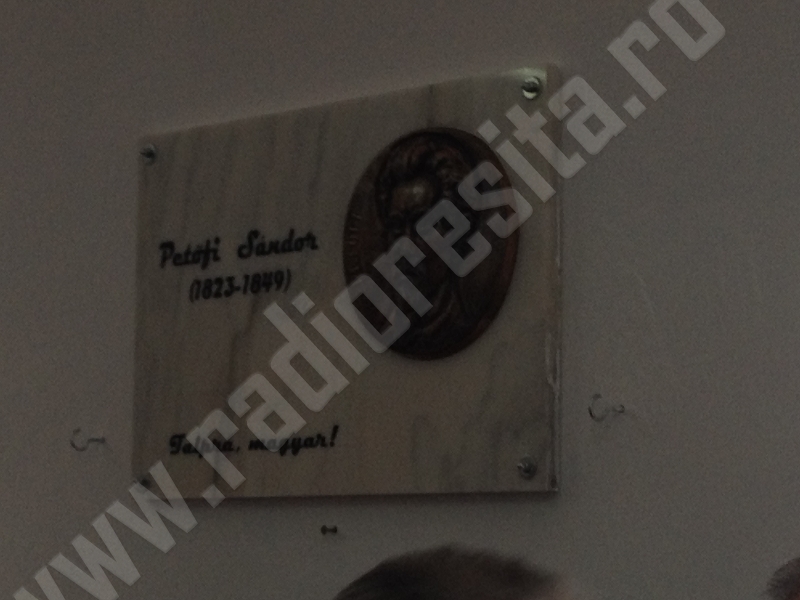 Petőfi Sándor
(1823-1849)
Talpra, magyar!
www.radioresita.ro